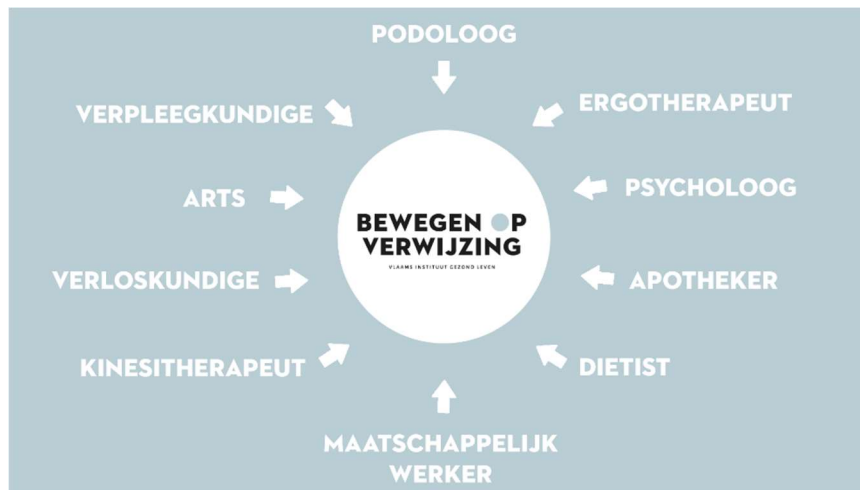 PODOLOOG
VERPLEEGKUNDIGE
ERGOTHERAPEUT
ARTS
PSYCHOLOOG
BEWEGEN OP
VERWIJZING
VLAAMS INSTITUUT GEZOND LEVEN
VERLOSKUNDIGE
APOTHEKER
KINESITHERAPEUT
DIETIST
MAATSCHAPPELIJK
WERKER